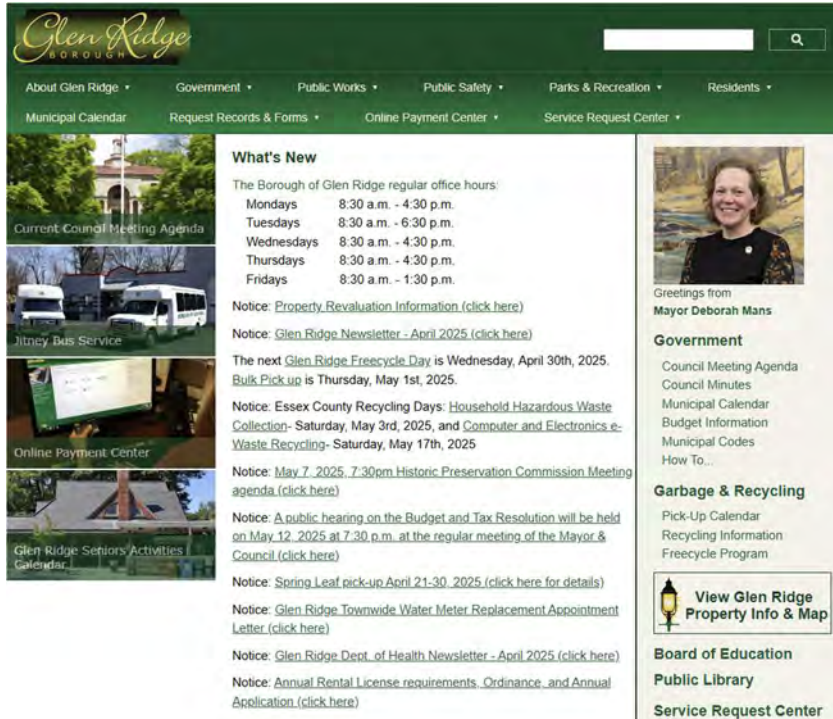 Glen Ridge
BOROUGH
About Glen Ridge Government Public Works Public Safety Parks & Recreation Residents
Municipal Calendar Request Records & Forms Online Payment Center Service Request Center
Current Council Meeting Agenda
Jitney Bus Service
Online Payment Center
Glen Ridge Seniors Activities
Calendar
What's New
The Borough of Glen Ridge regular office hours:
Mondays 8:30 a.m. - 4:30 p.m.
Tuesdays 8:30 a.m. - 6:30 p.m.
Wednesdays 8:30 a.m. - 4:30 p.m.
Thursdays 8:30 a.m. - 4:30 p.m.
Fridays 8:30 a.m. - 1:30 p.m.
Notice: Property Revaluation Information (click here)
Notice: Glen Ridge Newsletter - April 2025 (click here)
The next Glen Ridge Freecycle Day is Wednesday, April 30th, 2025.
Bulk Pick up is Thursday, May 1st, 2025.
Notice: Essex County Recycling Days: Household Hazardous Waste
Collection- Saturday, May 3rd, 2025, and Computer and Electronics e-
Waste Recycling- Saturday, May 17th, 2025
Notice: May 7, 2025, 7:30pm Historic Preservation Commission Meeting
agenda (click here)
Notice: A public hearing on the Budget and Tax Resolution will be held
on May 12, 2025 at 7:30 p.m. at the regular meeting of the Mayor &
Council (click here)
Notice: Spring Leaf pick-up April 21-30, 2025 (click here for details)
Notice: Glen Ridge Townwide Water Meter Replacement Appointment
Letter (click here)
Notice: Glen Ridge Dept. of Health Newsletter - April 2025 (click here)
Notice: Annual Rental License requirements, Ordinance, and Annual
Application (click here)
Greetings from
Mayor Deborah Mans
Government
Council Meeting Agenda
Council Minutes
Municipal Calendar
Budget Information
Municipal Codes
How To...
Garbage & Recycling
Pick-Up Calendar
Recycling Information
Freecycle Program
View Glen Ridge
Property Info & Map
Board of Education
Public Library
Service Request Center